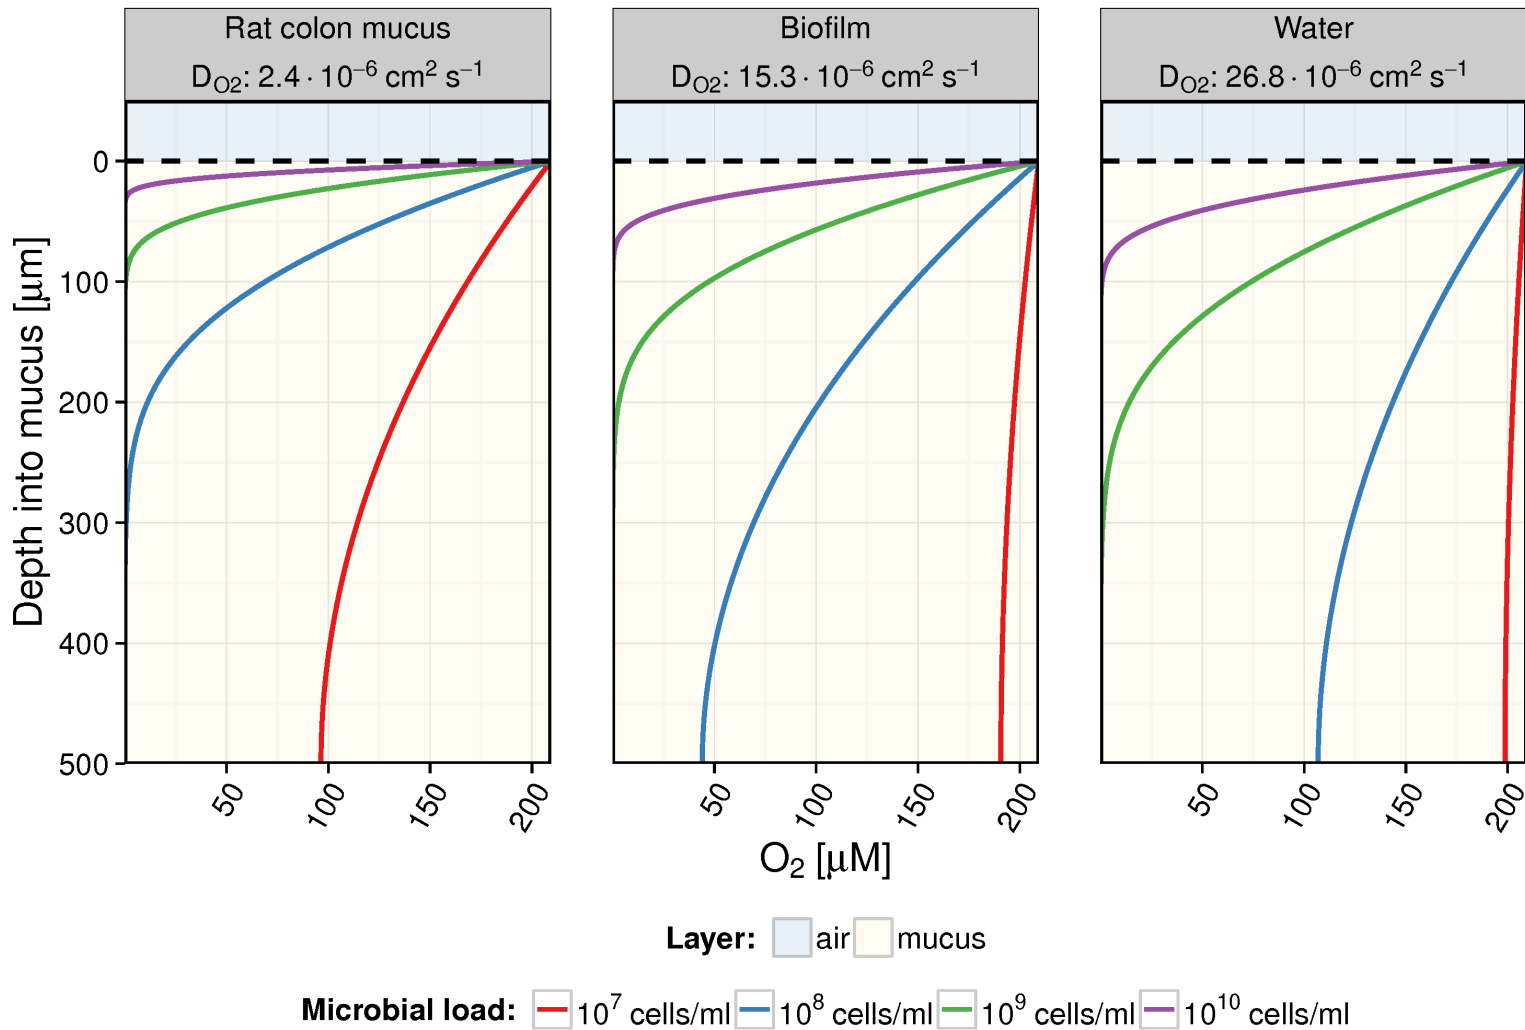 Rat colon mucus
D_O2: 2.4 · 10⁻⁶ cm² s⁻¹
Biofilm
D_O2: 15.3 · 10⁻⁶ cm² s⁻¹
Water
D_O2: 26.8 · 10⁻⁶ cm² s⁻¹
Depth into mucus [μm]
0
100
200
300
400
500
50 100 150 200
50 100 150 200
50 100 150 200
O₂ [μM]
Layer: air mucus
Microbial load: 10⁷ cells/ml 10⁸ cells/ml 10⁹ cells/ml 10¹⁰ cells/ml